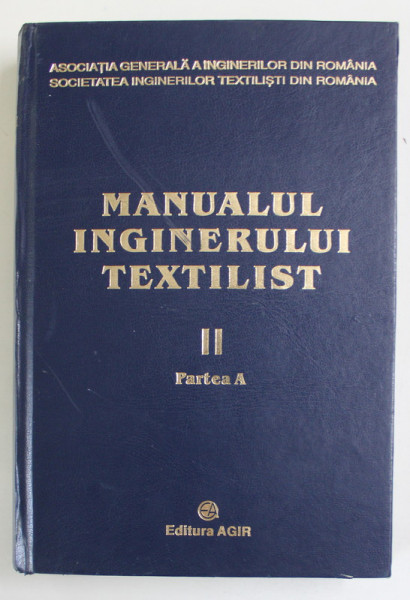 ASOCIAȚIA GENERALĂ A INGINERILOR DIN ROMÂNIA
SOCIETATEA INGINERILOR TEXTILIȘTI DIN ROMÂNIA
MANUALUL
INGINERULUI
TEXTILIST
II
Partea A
Editura AGIR